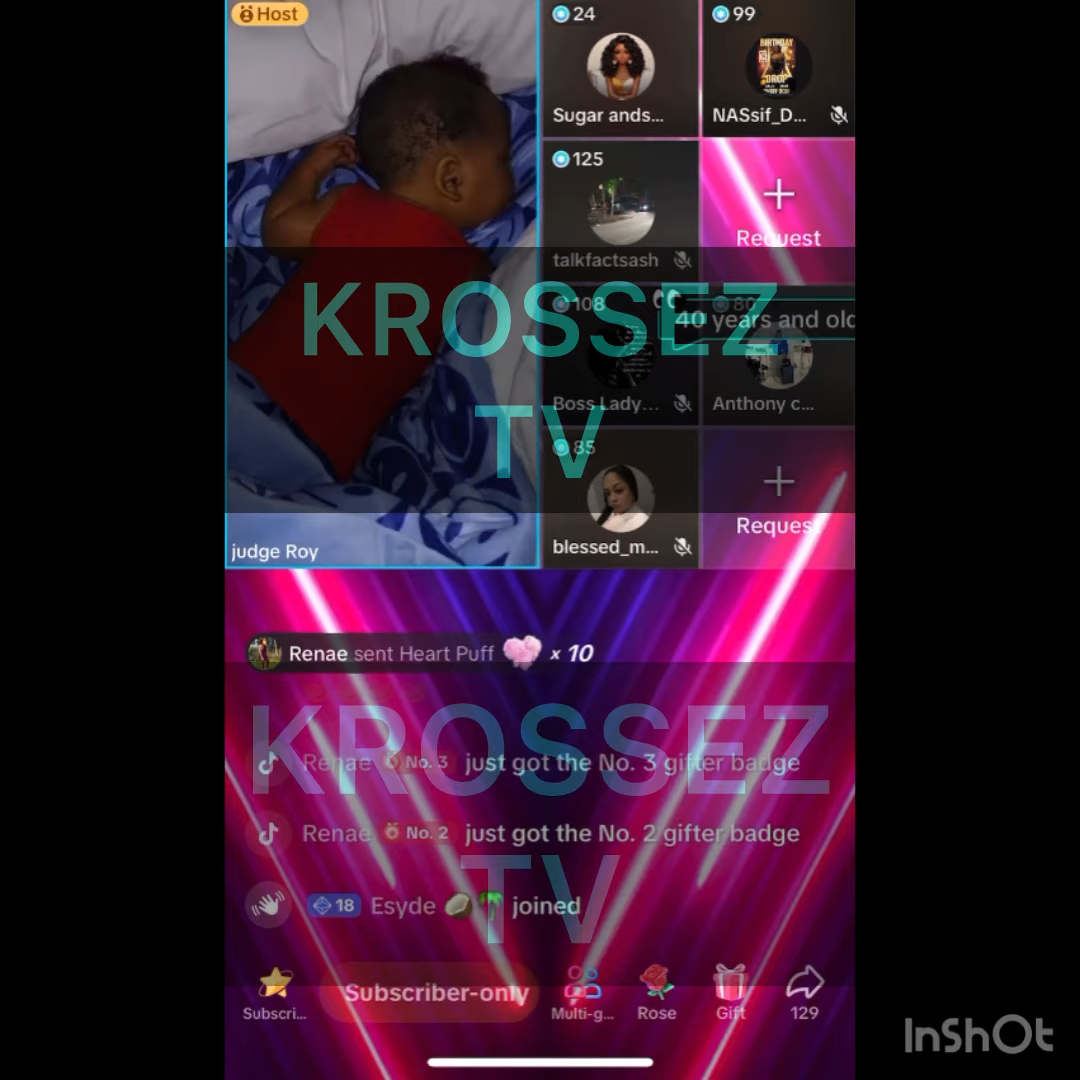 Host
24
99
BIRTHDAY
DROP
Sugar ands...
NASsif_D...
125
Request
talkfactsash
108
80
40 years and old
KROSSEZ
TV
Boss Lady...
Anthony c...
85
Request
blessed_m...
judge Roy
Renae sent Heart Puff x 10
KROSSEZ
TV
Renae No. 3 just got the No. 3 gifter badge
Renae No. 2 just got the No. 2 gifter badge
18 Esyde joined
Subscriber-only
Subscri...
Multi-g...
Rose
Gift
129
InShOt